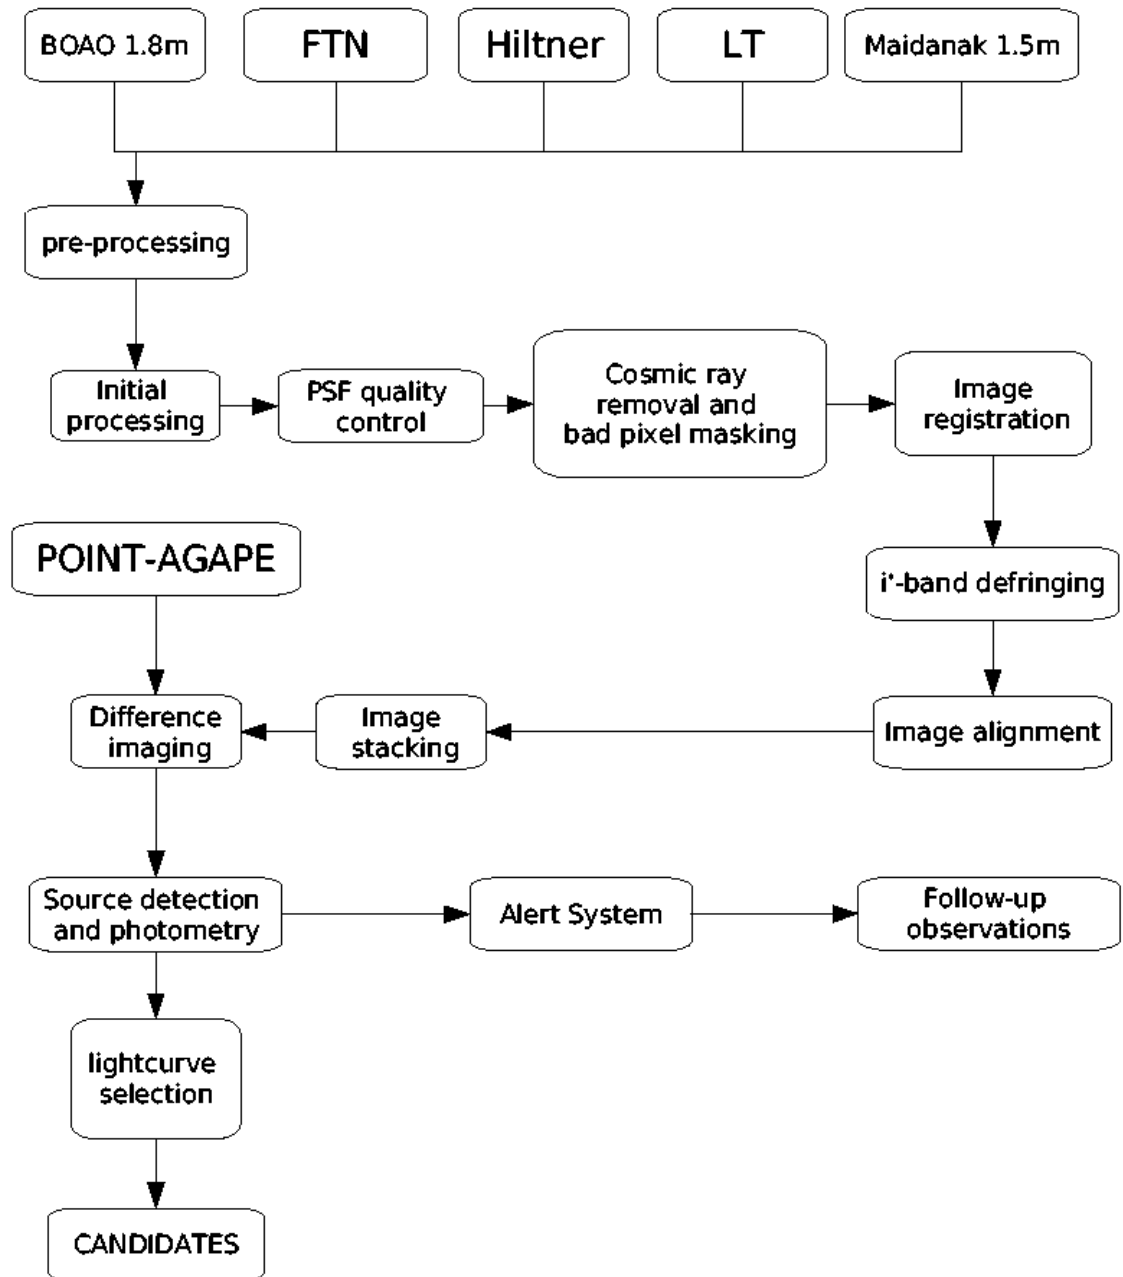 BOAO 1.8m
FTN
Hiltner
LT
Maidanak 1.5m
pre-processing
Initial
processing
PSF quality
control
Cosmic ray
removal and
bad pixel masking
Image
registration
POINT-AGAPE
i'-band defringing
Difference
imaging
Image
stacking
Image alignment
Source detection
and photometry
Alert System
Follow-up
observations
lightcurve
selection
CANDIDATES